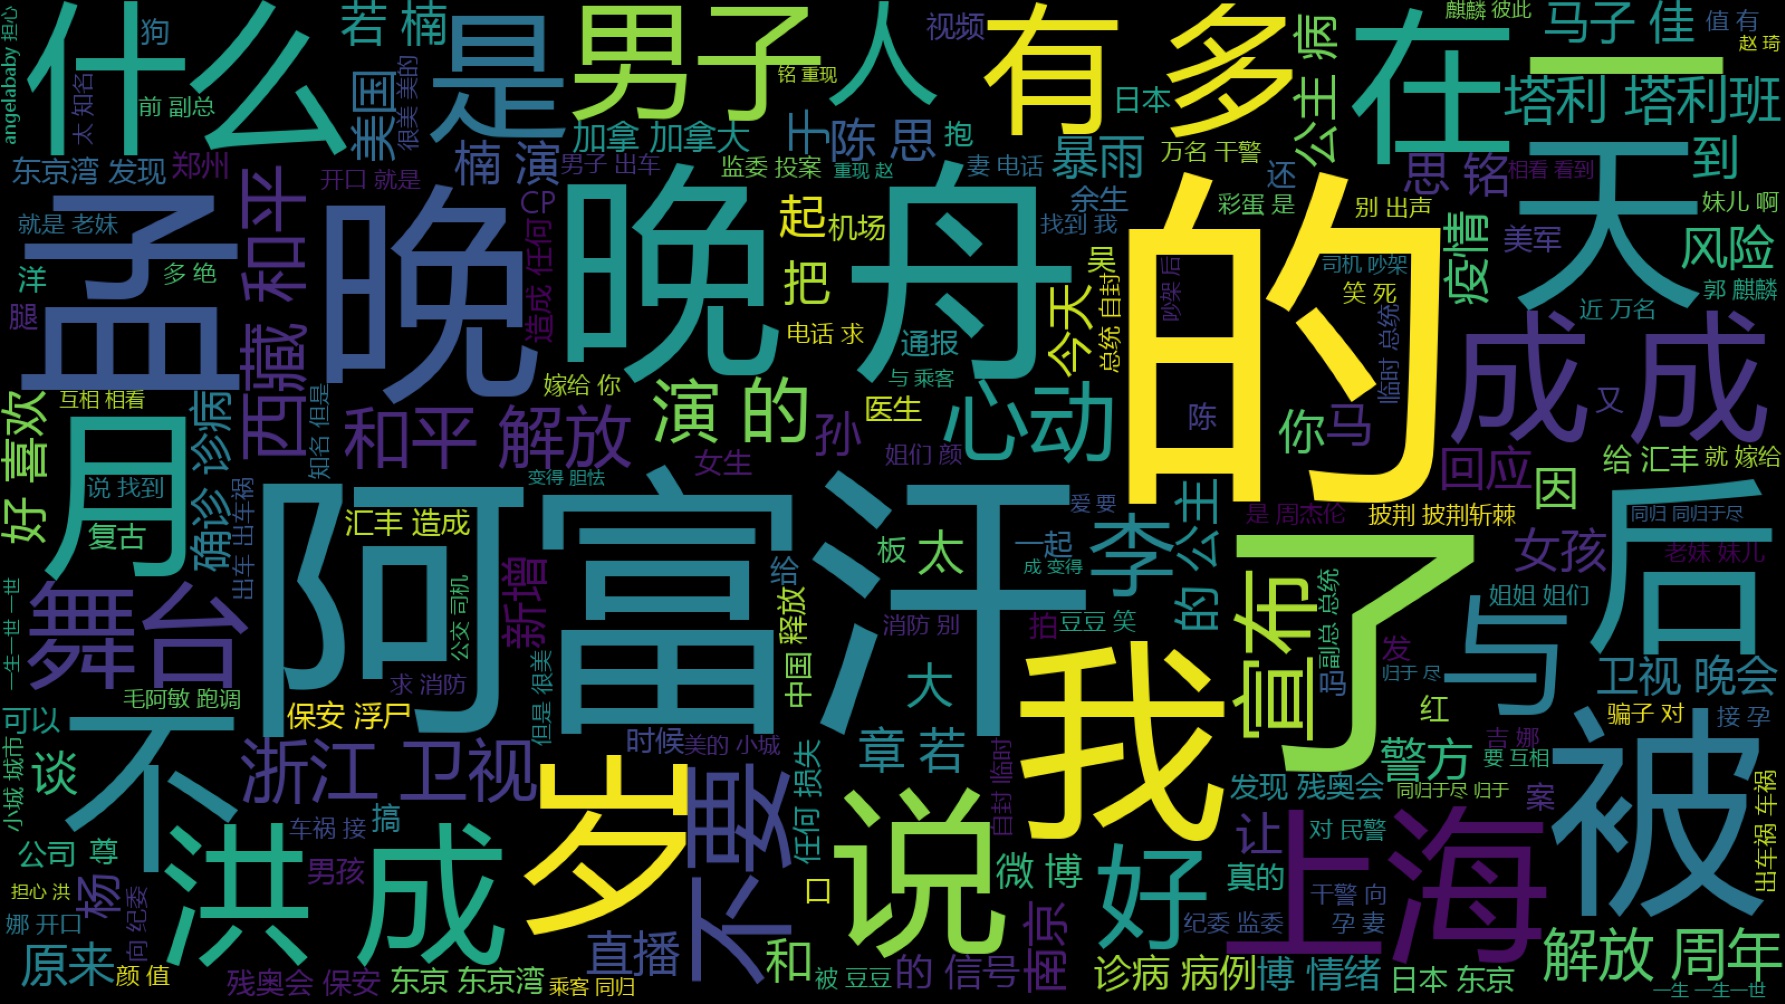 什么
是
男子
人
有多
在
一
若 楠
狗
视频
麒麟 彼此
马子 佳
值 有
赵 琦
angelababy 担心
太 知名
前 副总
美国
很美 美的
铭 重现
日本
公主 病
塔利 塔利班
加拿 加拿大
陈 思
抱
暴雨
万名 干警
到
东京湾 发现
郑州
开口 就是
楠 演
男子 出车
监委 投案
重现 赵
妻 电话
还
思 铭
相看 看到
孟
晚
晚
舟
的
天
就是 老妹
和平
CP
起
机场
余生
找到 我
彩蛋 是
别 出声
妹儿 啊
洋
多 绝
把
吴
疫情
美军
风险
司机 吵架
吵架 后
笑 死
郭 麒麟
腿
西藏 和平
造成 任何
电话 求
通报
今天
总统 自封
临时 总统
近 万名
成 成
互相 相看
与 乘客
嫁给 你
好 喜欢
月
确诊 诊病
知名 但是
和平 解放
演 的
孙
医生
心动
陈
你
马
又
说 找到
女生
姐们 颜
回应
因
给 汇丰
就 嫁给
复古
变得 胆怯
爱 要
是 周杰伦
披荆 披荆斩棘
同归 同归于尽
阿富汗
汇丰 造成
出车 出车祸
板
太
一起
成 变得
李
的 公主
了
女孩
后
老妹 妹儿
舞台
一生一世 一世
公交 司机
新增
给
中国 释放
消防 别
拍
豆豆 笑
宣布
副总 总统
与
姐姐 姐们
毛阿敏 跑调
求 消防
但是 很美
大
我
吗
发
归于 尽
卫视 晚会
可以
不
保安 浮尸
红
骗子 对
接 孕
小城 城市
谈
浙江 卫视
时候
美的 小城
章 若
自封 临时
警方
吉 娜
要 互相
被
搞
岁
不要
任何 损失
说
发现 残奥会
同归于尽 归于
案
出车祸 车祸
公司 尊
洪 成
车祸 接
男孩
微 博
好
让
对 民警
上海
担心 洪
杨
向 纪委
口
真的
干警 向
娜 开口
纪委 监委
孕 妻
原来
颜 值
残奥会 保安
东京 东京湾
乘客 同归
直播
和
被 豆豆
的 信号
南京
诊病 病例
博 情绪
日本 东京
解放 周年
一生 一生一世